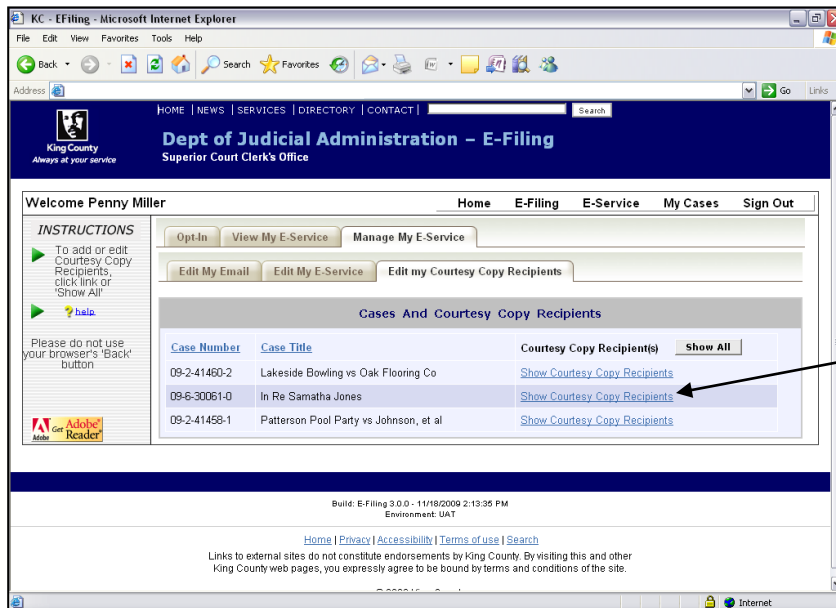 KC - EFiling - Microsoft Internet Explorer
File Edit View Favorites Tools Help
Back Search Favorites
Address Go Links
HOME | NEWS | SERVICES | DIRECTORY | CONTACT | Search
King County
Always at your service
Dept of Judicial Administration – E-Filing
Superior Court Clerk's Office
Welcome Penny Miller Home E-Filing E-Service My Cases Sign Out
INSTRUCTIONS
To add or edit
Courtesy Copy
Recipients,
click link or
'Show All'
? help
Please do not use
your browser's 'Back'
button
Adobe
Get Adobe®
Reader®
Opt-In View My E-Service Manage My E-Service
Edit My Email Edit My E-Service Edit my Courtesy Copy Recipients
Cases And Courtesy Copy Recipients
Case Number Case Title Courtesy Copy Recipient(s) Show All
09-2-41460-2 Lakeside Bowling vs Oak Flooring Co Show Courtesy Copy Recipients
09-6-30061-0 In Re Samatha Jones Show Courtesy Copy Recipients
09-2-41458-1 Patterson Pool Party vs Johnson, et al Show Courtesy Copy Recipients
Build: E-Filing 3.0.0 - 11/18/2009 2:13:35 PM
Environment: UAT
Home | Privacy | Accessibility | Terms of use | Search
Links to external sites do not constitute endorsements by King County. By visiting this and other
King County web pages, you expressly agree to be bound by terms and conditions of the site.
Internet